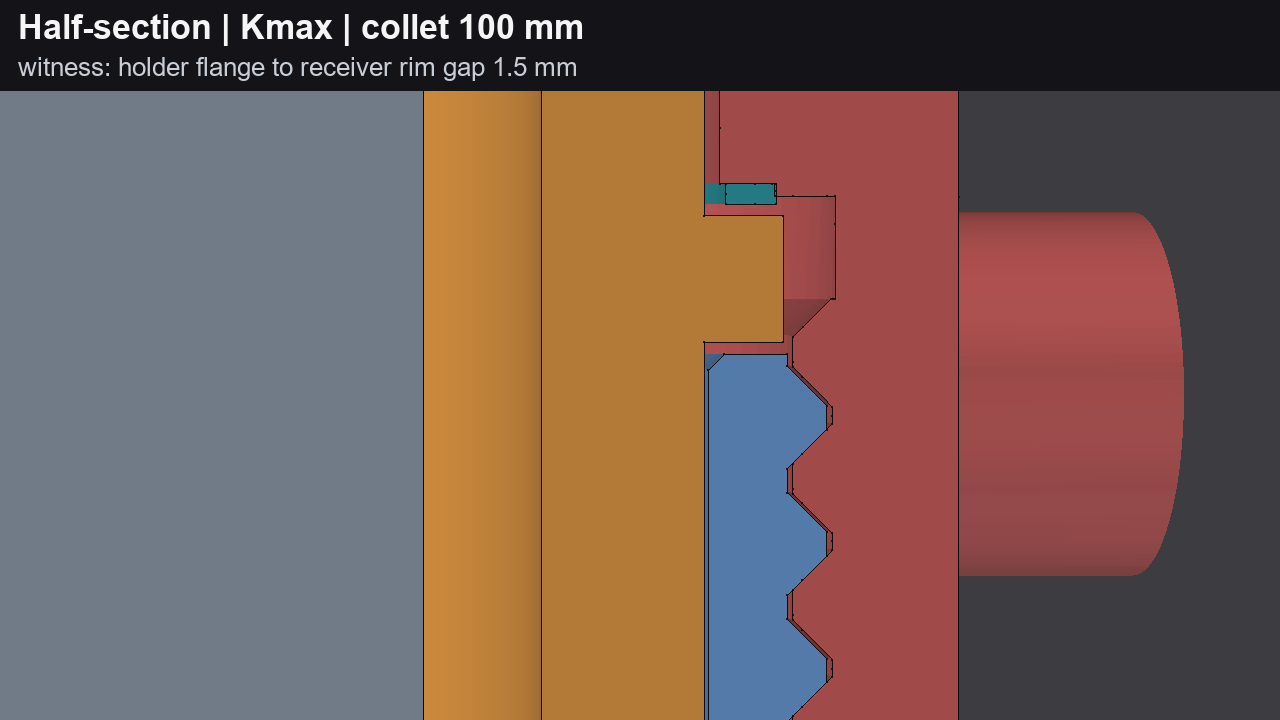 Half-section | Kmax | collet 100 mm
witness: holder flange to receiver rim gap 1.5 mm